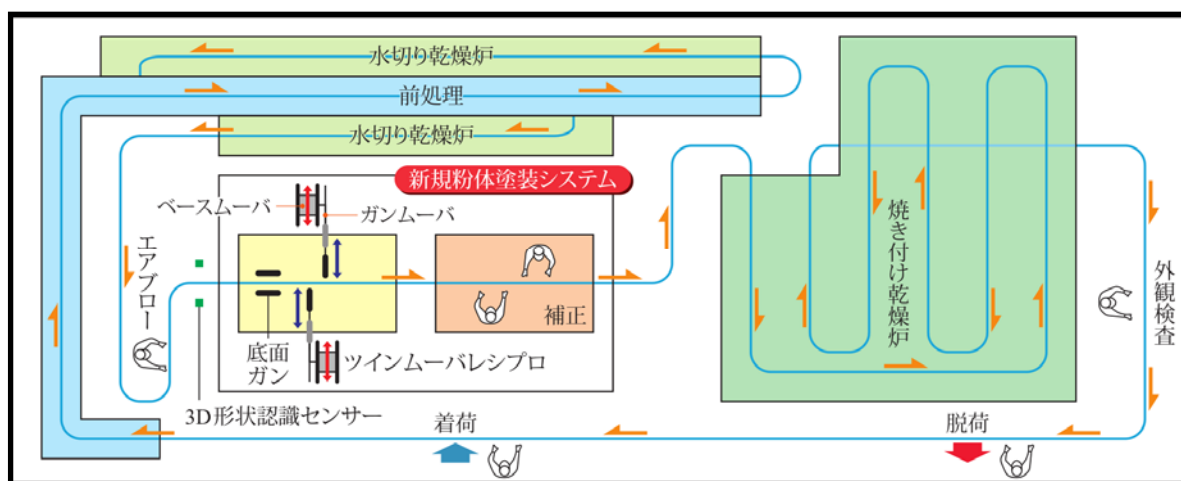 水切り乾燥炉
前処理
水切り乾燥炉
新規粉体塗装システム
ベースムーバ
ガンムーバ
エアブロー
補正
底面
ガン
ツインムーバレシプロ
3D形状認識センサー
焼き付け乾燥炉
外観検査
着荷
脱荷